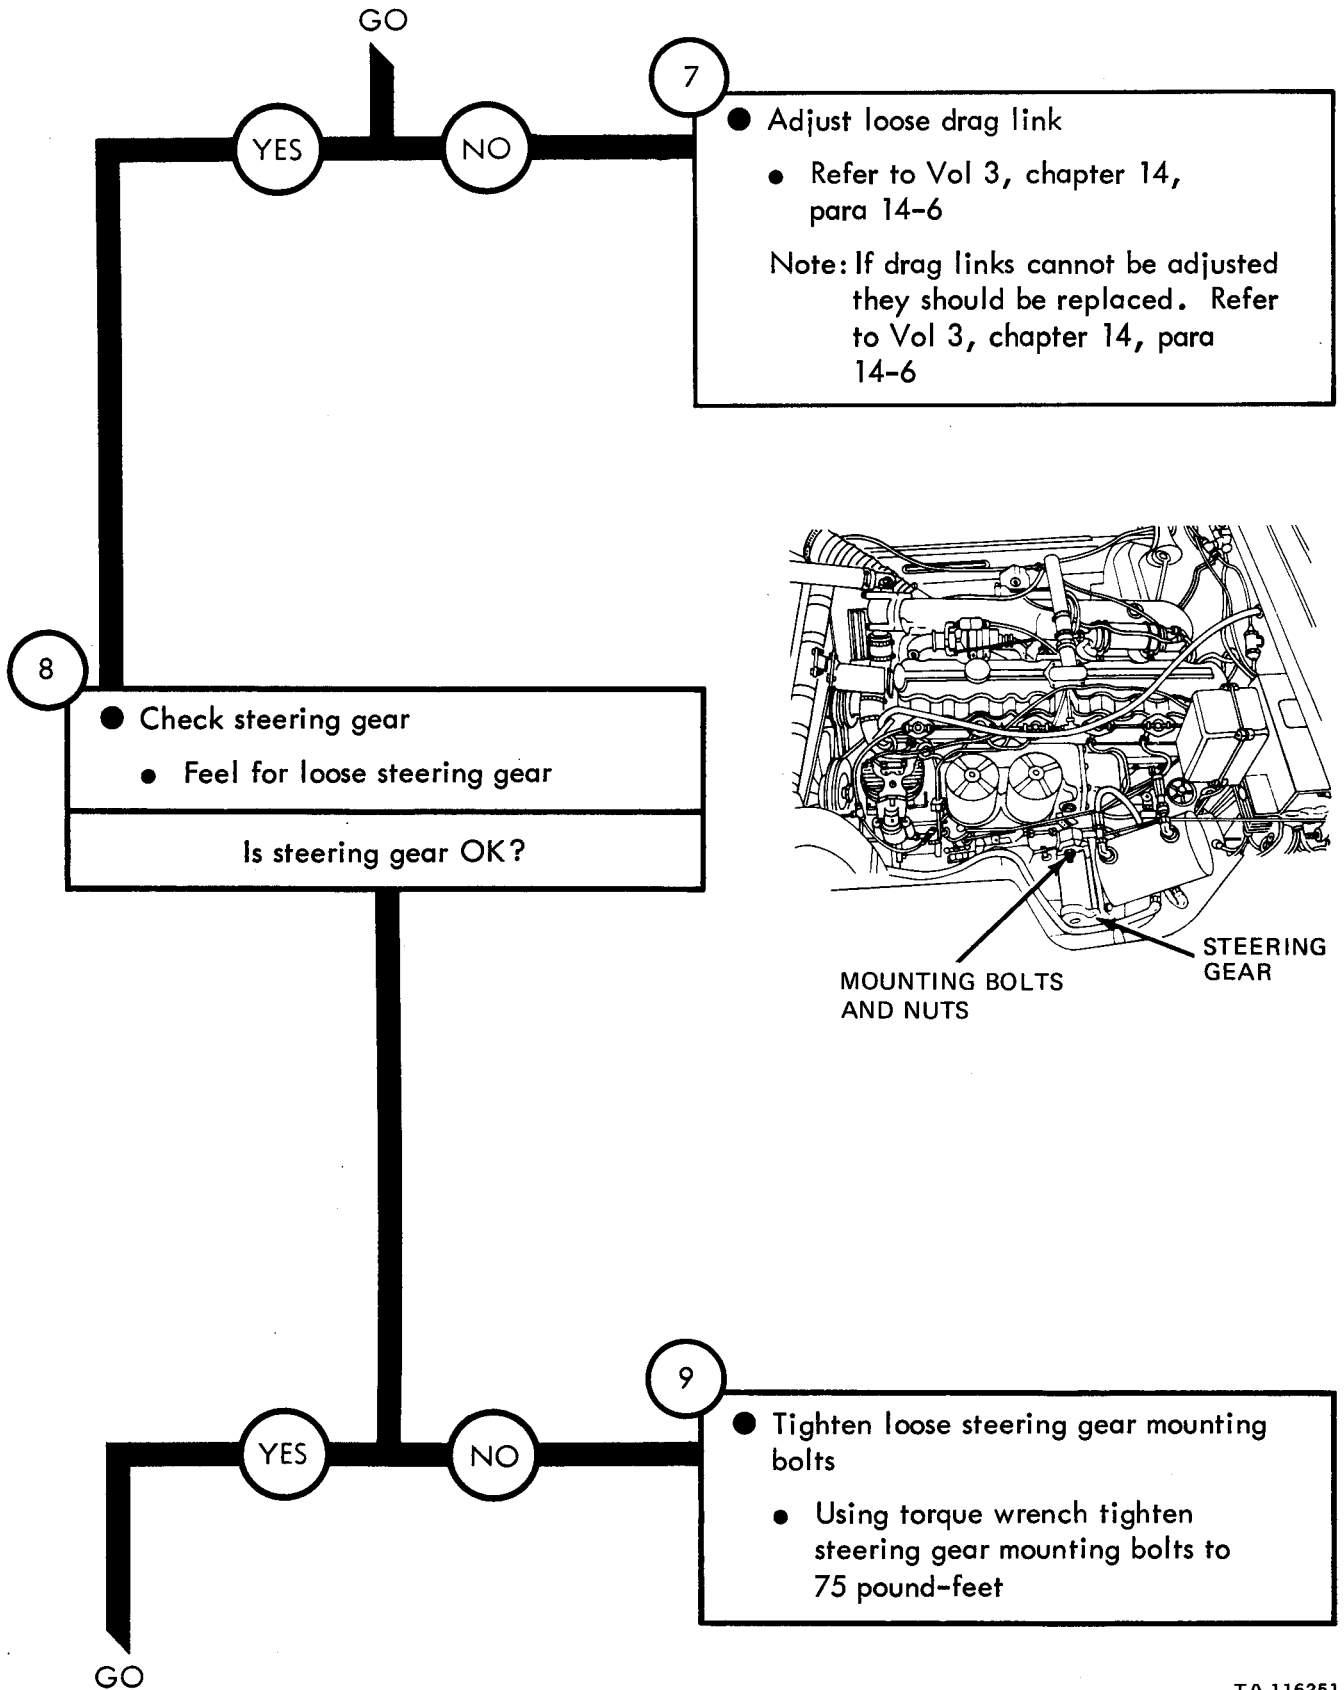 GO
YES
NO
7
● Adjust loose drag link
● Refer to Vol 3, chapter 14,
para 14-6
Note: If drag links cannot be adjusted
they should be replaced. Refer
to Vol 3, chapter 14, para
14-6
8
● Check steering gear
● Feel for loose steering gear
Is steering gear OK?
MOUNTING BOLTS
AND NUTS
STEERING
GEAR
YES
NO
9
● Tighten loose steering gear mounting
bolts
● Using torque wrench tighten
steering gear mounting bolts to
75 pound-feet
GO
TA 116251